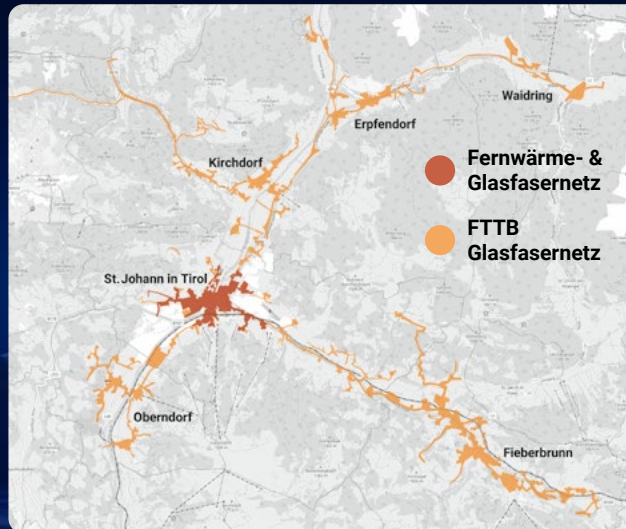 Waidring
Erpfendorf
Kirchdorf
Fernwärme- &
Glasfasernetz
FTTB
Glasfasernetz
St. Johann in Tirol
Oberndorf
Fieberbrunn